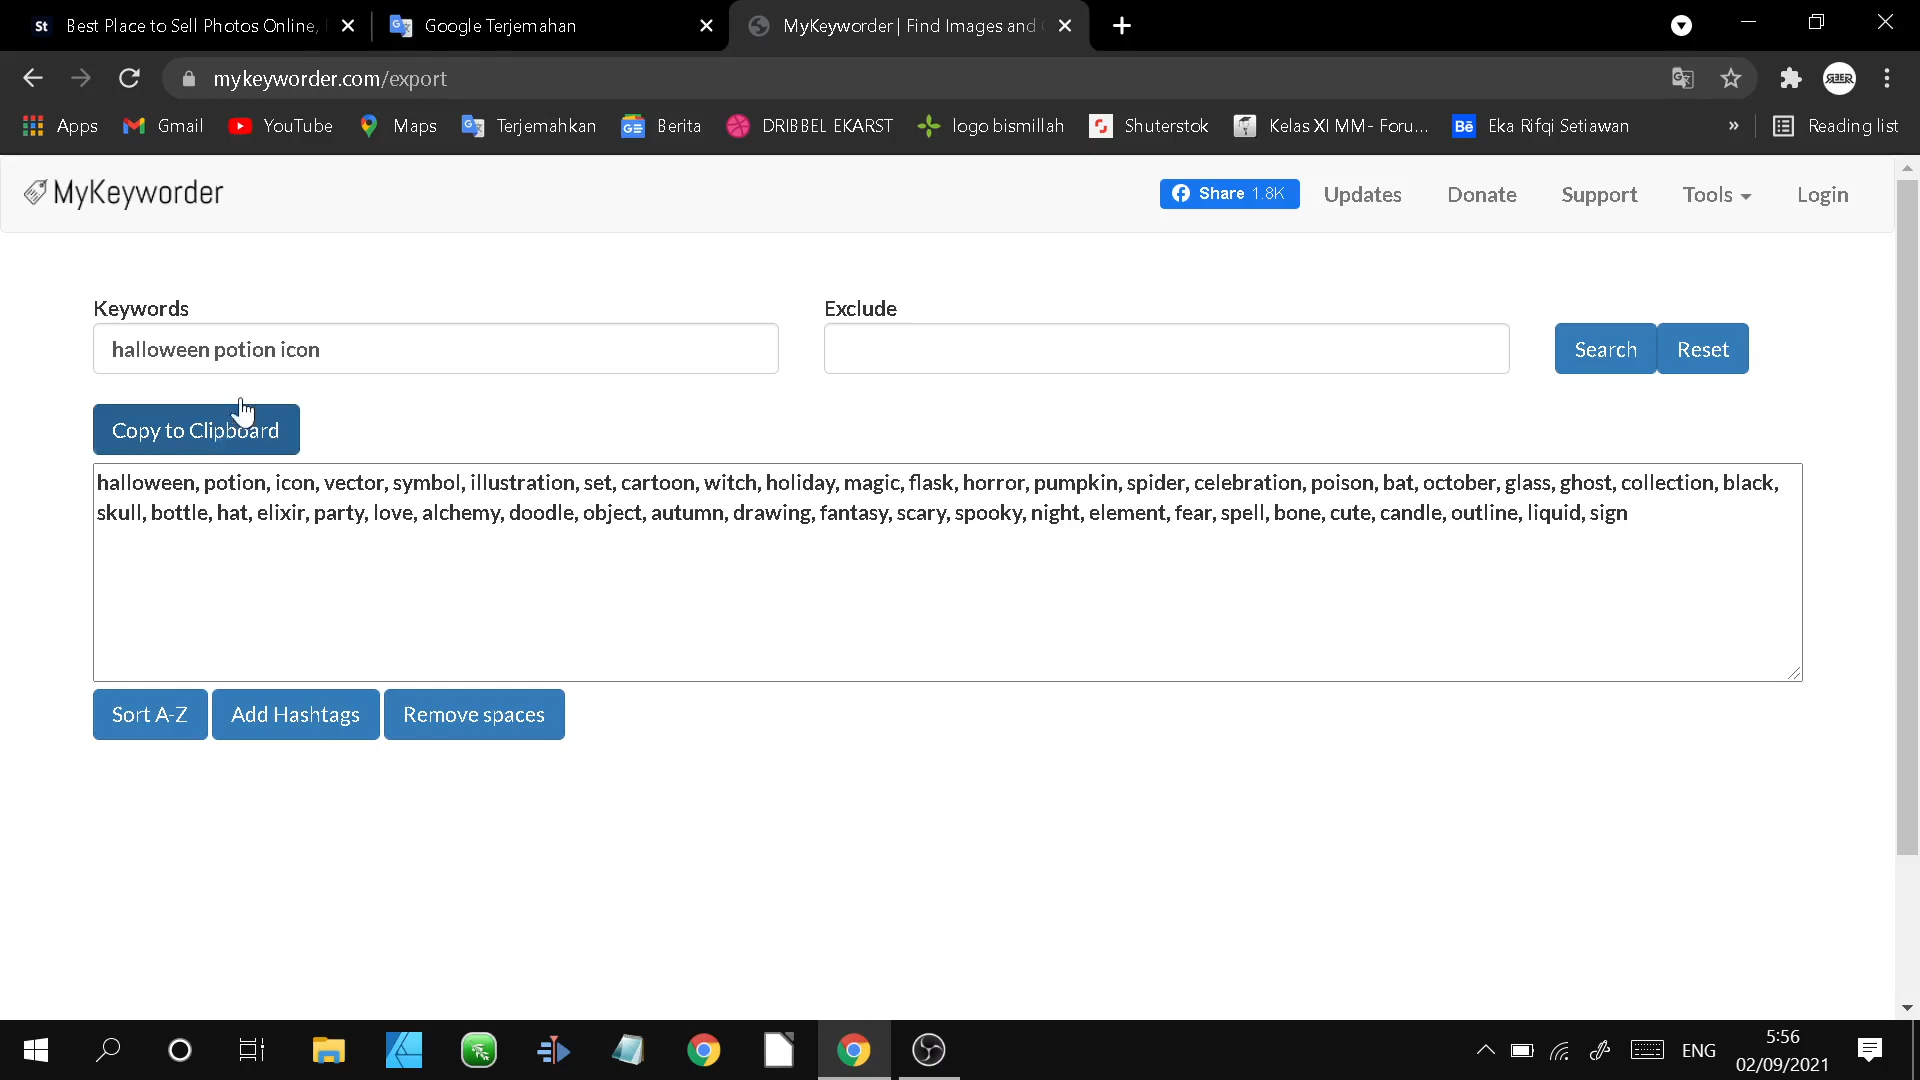 St Best Place to Sell Photos Online,
Google Terjemahan
MyKeyworder | Find Images and
mykeyworder.com/export
Apps Gmail YouTube Maps Terjemahkan Berita DRIBBEL EKARST logo bismillah Shuterstok Kelas XI MM- Foru... Bē Eka Rifqi Setiawan » Reading list
MyKeyworder
Share 1.8K Updates Donate Support Tools Login
Keywords Exclude
halloween potion icon Search Reset
Copy to Clipboard
halloween, potion, icon, vector, symbol, illustration, set, cartoon, witch, holiday, magic, flask, horror, pumpkin, spider, celebration, poison, bat, october, glass, ghost, collection, black,
skull, bottle, hat, elixir, party, love, alchemy, doodle, object, autumn, drawing, fantasy, scary, spooky, night, element, fear, spell, bone, cute, candle, outline, liquid, sign
Sort A-Z Add Hashtags Remove spaces
ENG
5:56
02/09/2021